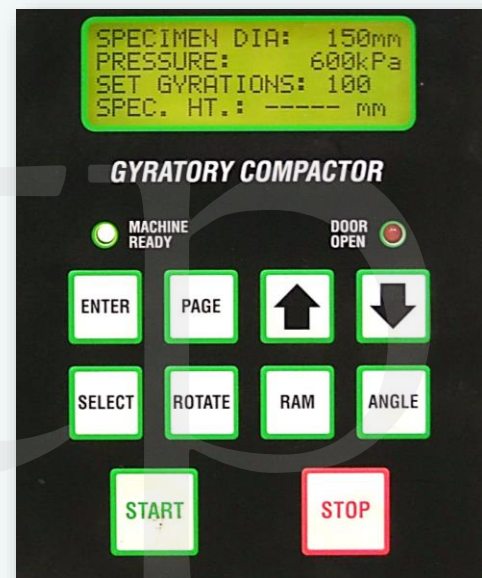 SPECIMEN DIA: 150mm
PRESSURE: 600kPa
SET GYRATIONS: 100
SPEC. HT.: ----- mm
GYRATORY COMPACTOR
MACHINE READY
DOOR OPEN
ENTER
PAGE
SELECT
ROTATE
RAM
ANGLE
START
STOP